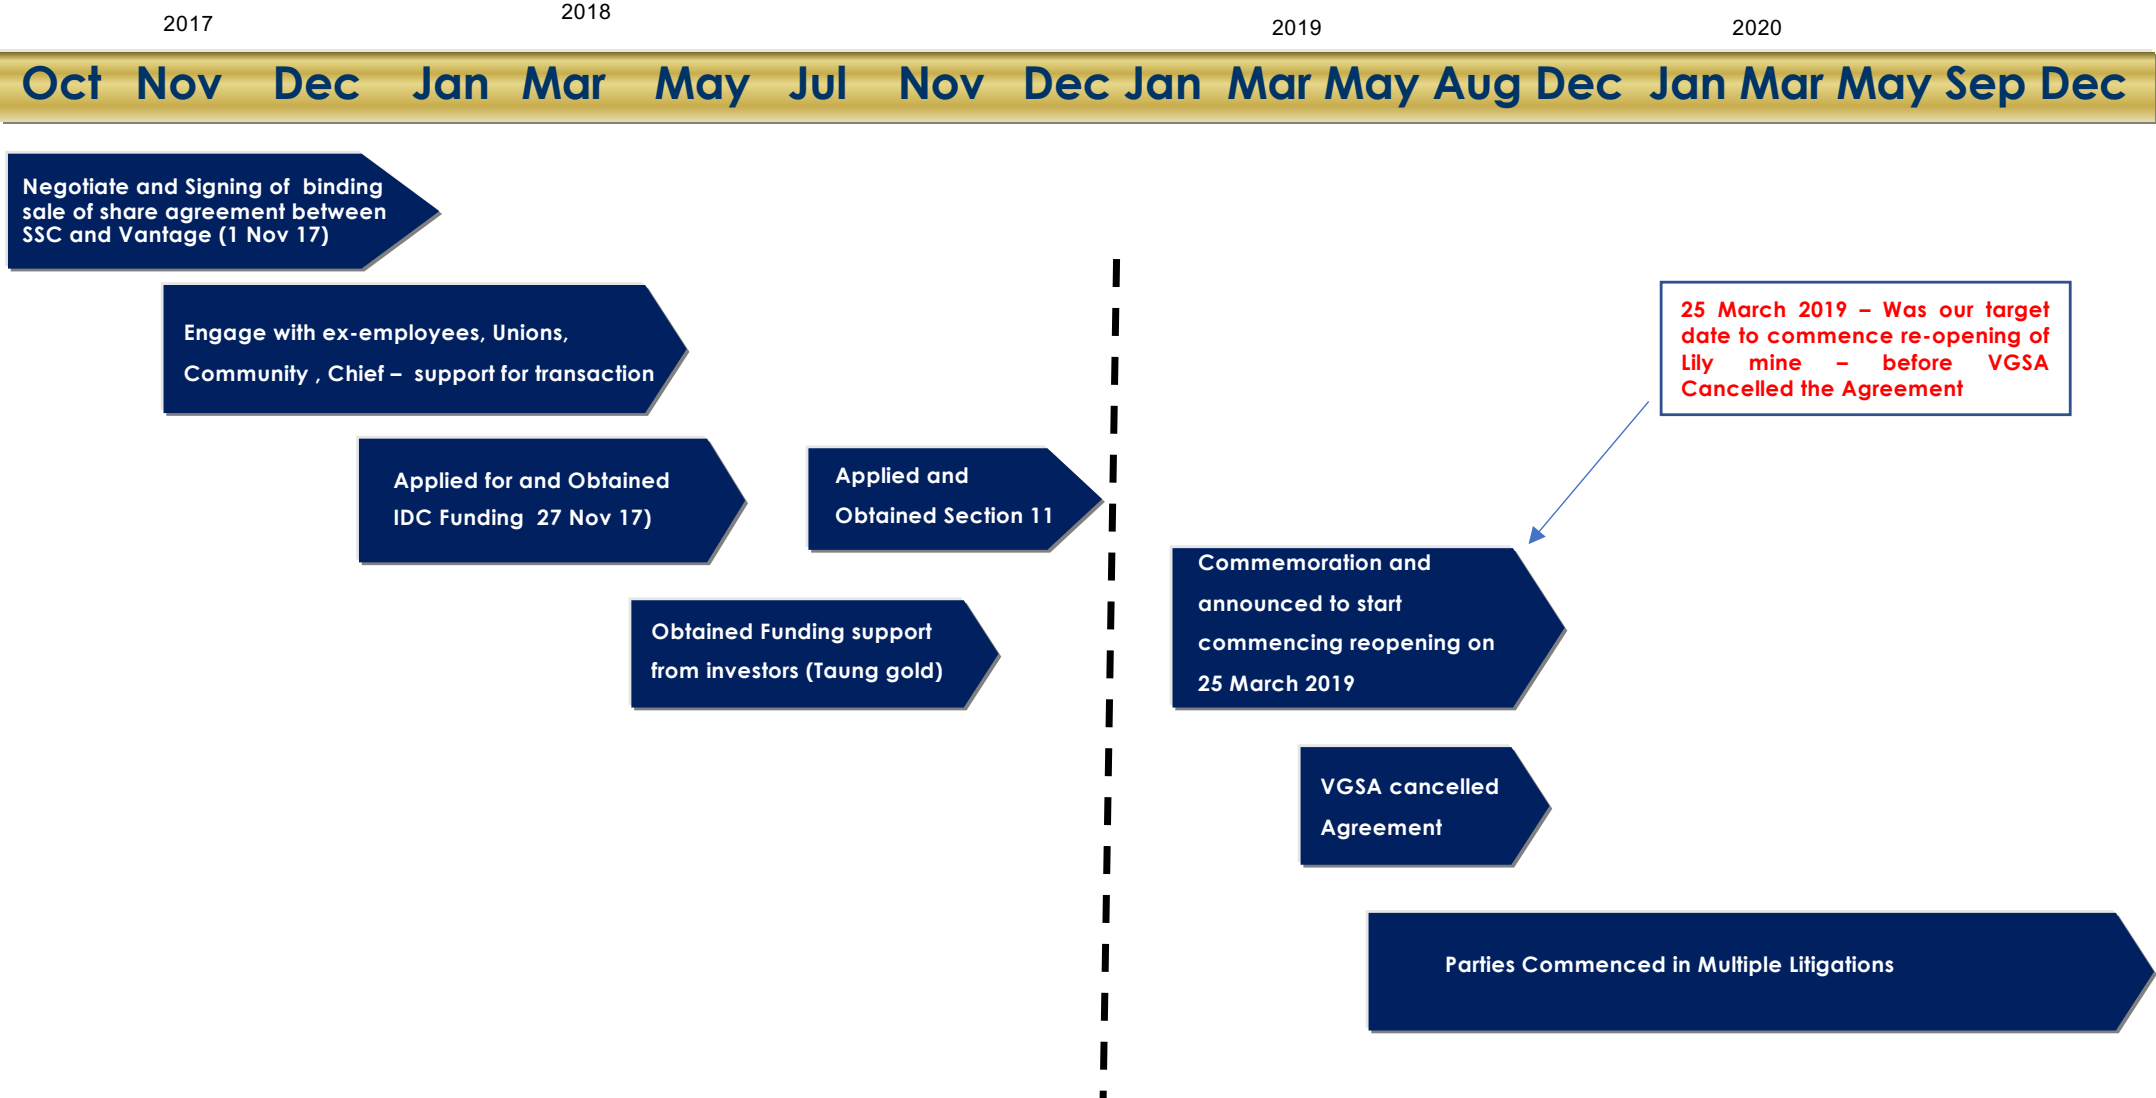 2017
2018
2019
2020
Oct Nov Dec Jan Mar May Jul Nov Dec Jan Mar May Aug Dec Jan Mar May Sep Dec
Negotiate and Signing of binding
sale of share agreement between
SSC and Vantage (1 Nov 17)
Engage with ex-employees, Unions,
Community , Chief – support for transaction
25 March 2019 – Was our target
date to commence re-opening of
Lily mine – before VGSA
Cancelled the Agreement
Applied for and Obtained
IDC Funding 27 Nov 17)
Applied and
Obtained Section 11
Commemoration and
announced to start
commencing reopening on
25 March 2019
Obtained Funding support
from investors (Taung gold)
VGSA cancelled
Agreement
Parties Commenced in Multiple Litigations